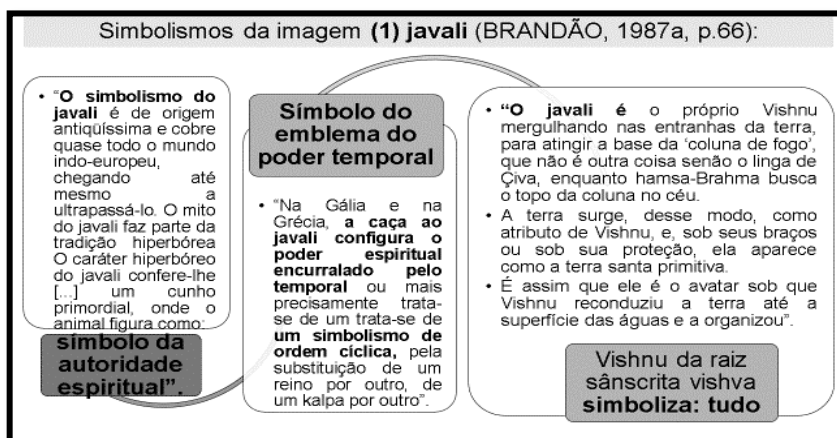 Simbolismos da imagem (1) javali (BRANDÃO, 1987a, p.66):
• “O simbolismo do
javali é de origem
antiqüíssima e cobre
quase todo o mundo
indo-europeu,
chegando até
mesmo a
ultrapassá-lo. O mito
do javali faz parte da
tradição hiperbórea
O caráter hiperbóreo
do javali confere-lhe
[...] um cunho
primordial, onde o
animal figura como:
símbolo da
autoridade
espiritual”.
Símbolo do
emblema do
poder temporal
• “Na Gália e na
Grécia, a caça ao
javali configura o
poder espiritual
encurralado pelo
temporal ou mais
precisamente trata-
se de um trata-se de
um simbolismo de
ordem cíclica, pela
substituição de um
reino por outro, de
um kalpa por outro”.
• “O javali é o próprio Vishnu
mergulhando nas entranhas da terra,
para atingir a base da ‘coluna de fogo’,
que não é outra coisa senão o linga de
Çiva, enquanto hamsa-Brahma busca
o topo da coluna no céu.
• A terra surge, desse modo, como
atributo de Vishnu, e, sob seus braços
ou sob sua proteção, ela aparece
como a terra santa primitiva.
• É assim que ele é o avatar sob que
Vishnu reconduziu a terra até a
superfície das águas e a organizou”.
Vishnu da raiz
sânscrita vishva
simboliza: tudo